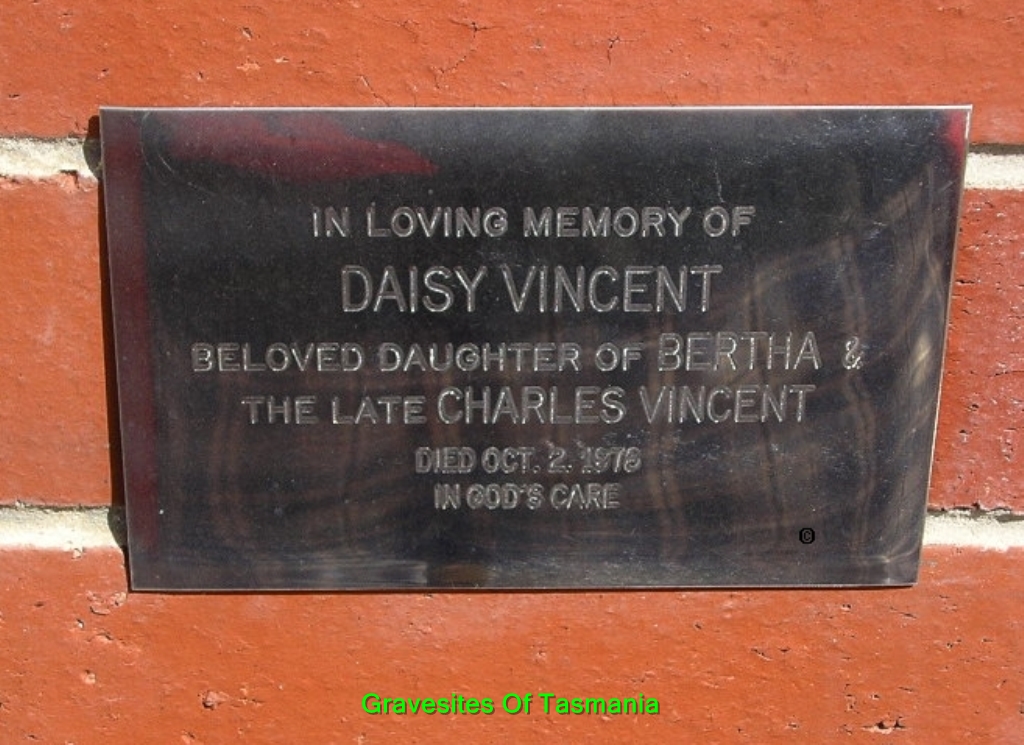 IN LOVING MEMORY OF
DAISY VINCENT
BELOVED DAUGHTER OF BERTHA &
THE LATE CHARLES VINCENT
DIED OCT. 2. 1978
IN GOD'S CARE
©
Gravesites Of Tasmania